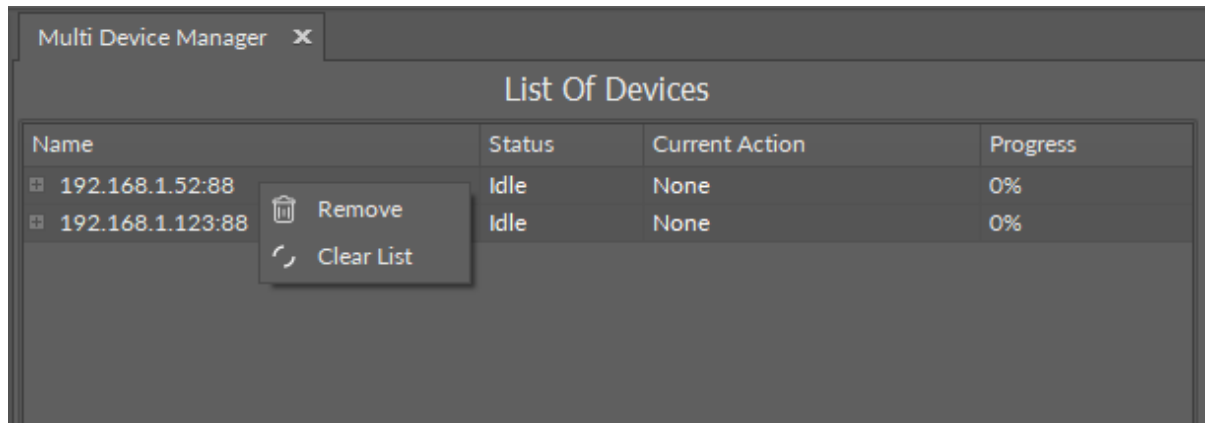 Multi Device Manager
List Of Devices
Name Status Current Action Progress
192.168.1.52:88 Idle None 0%
192.168.1.123:88 Idle None 0%
Remove
Clear List